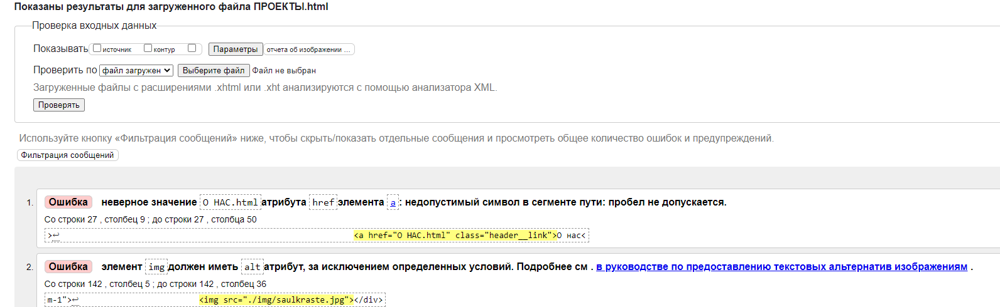 Показаны результаты для загруженного файла ПРОЕКТЫ.html
Проверка входных данных
Показывать источник контур Параметры отчета об изображении ...
Проверить по файл загружен Выберите файл Файл не выбран
Загруженные файлы с расширениями .xhtml или .xht анализируются с помощью анализатора XML.
Проверять
Используйте кнопку «Фильтрация сообщений» ниже, чтобы скрыть/показать отдельные сообщения и просмотреть общее количество ошибок и предупреждений.
Фильтрация сообщений
1. Ошибка неверное значение О НАС.html атрибута href элемента a: недопустимый символ в сегменте пути: пробел не допускается.
Со строки 27 , столбец 9 ; до строки 27 , столбца 50
>↩ <a href="О НАС.html" class="header__link">О нас<
2. Ошибка элемент img должен иметь alt атрибут, за исключением определенных условий. Подробнее см . в руководстве по предоставлению текстовых альтернатив изображениям .
Со строки 142 , столбец 5 ; до строки 142 , столбец 36
m-1">↩ <img src="./img/saulkraste.jpg"></div>